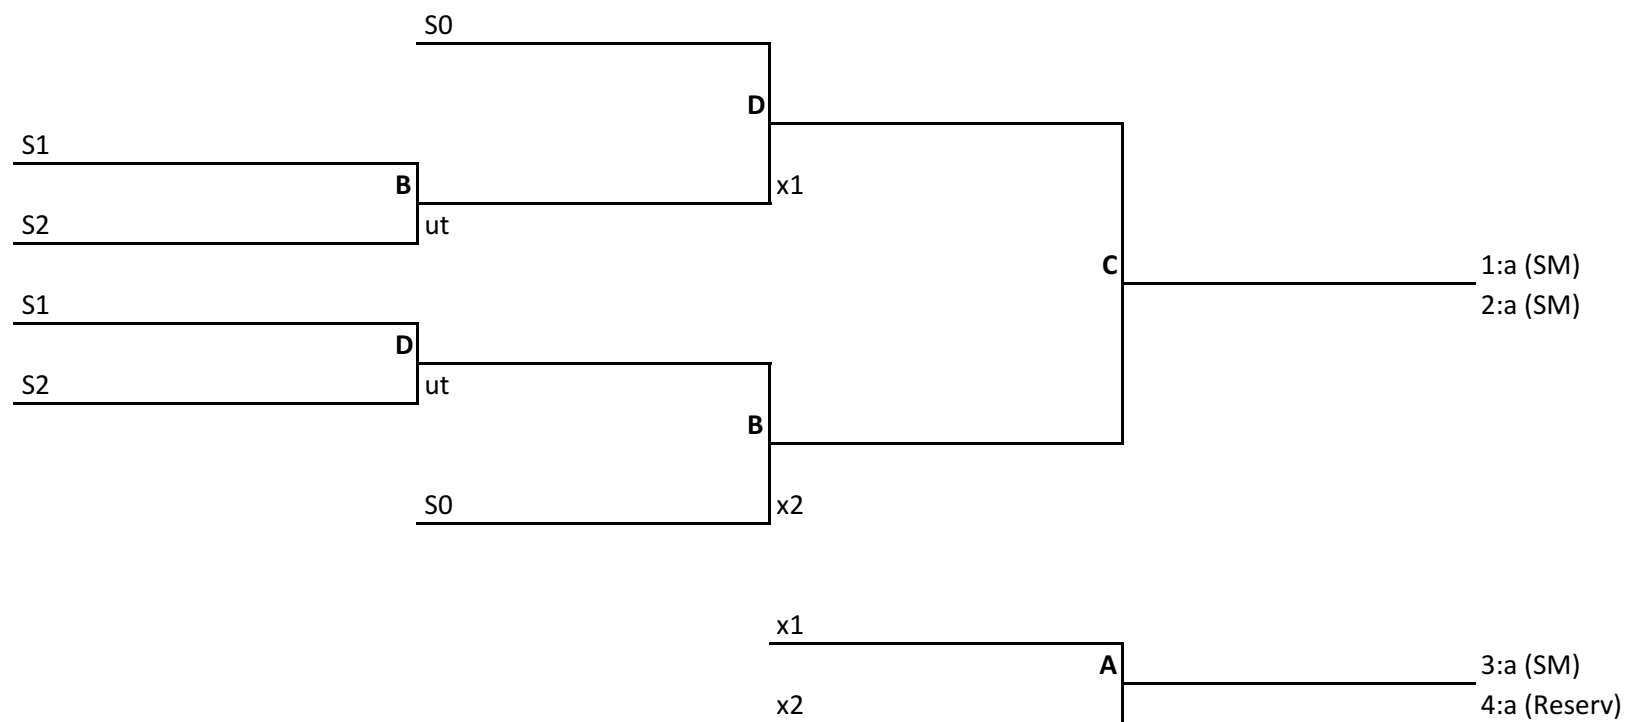 S0
D
S1
B
x1
S2
ut
C
1:a (SM)
2:a (SM)
S1
D
S2
ut
B
S0
x2
x1
A
3:a (SM)
x2
4:a (Reserv)